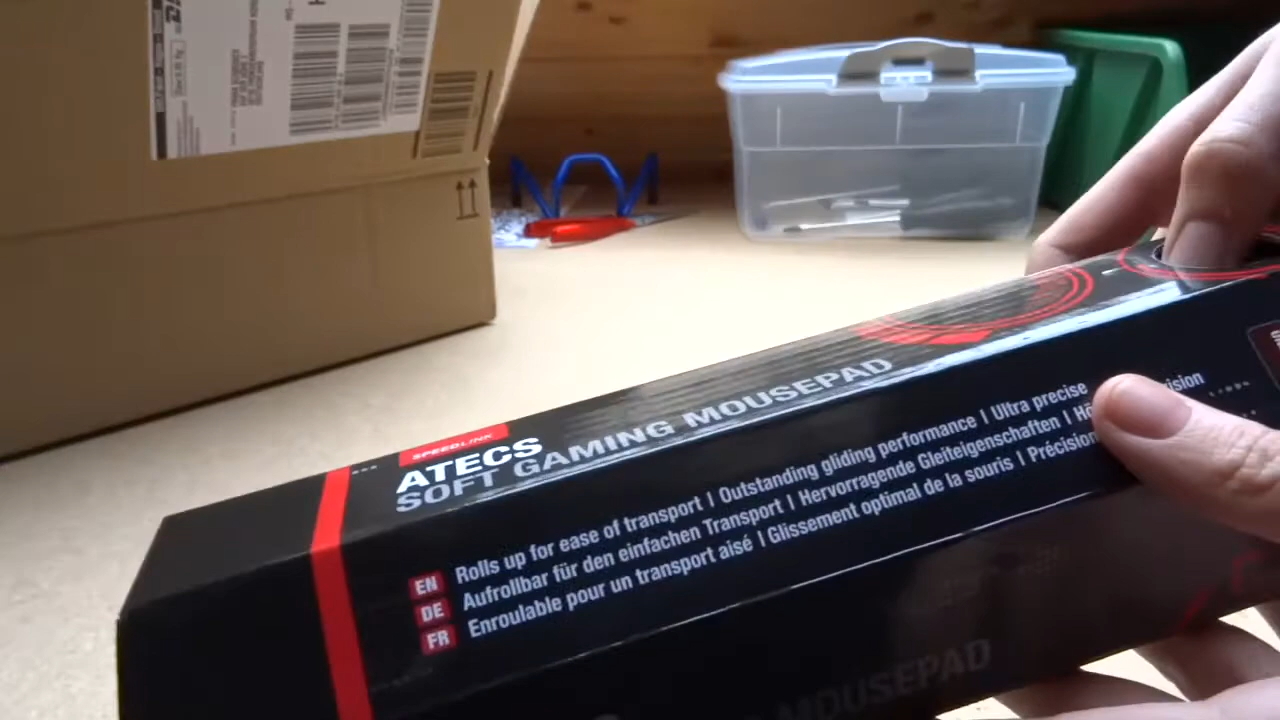 SPEEDLINK
ATECS
SOFT GAMING MOUSEPAD
EN Rolls up for ease of transport | Outstanding gliding performance | Ultra precise
DE Aufrollbar für den einfachen Transport | Hervorragende Gleiteigenschaften |
FR Enroulable pour un transport aisé | Glissement optimal de la souris | Précision
MOUSEPAD